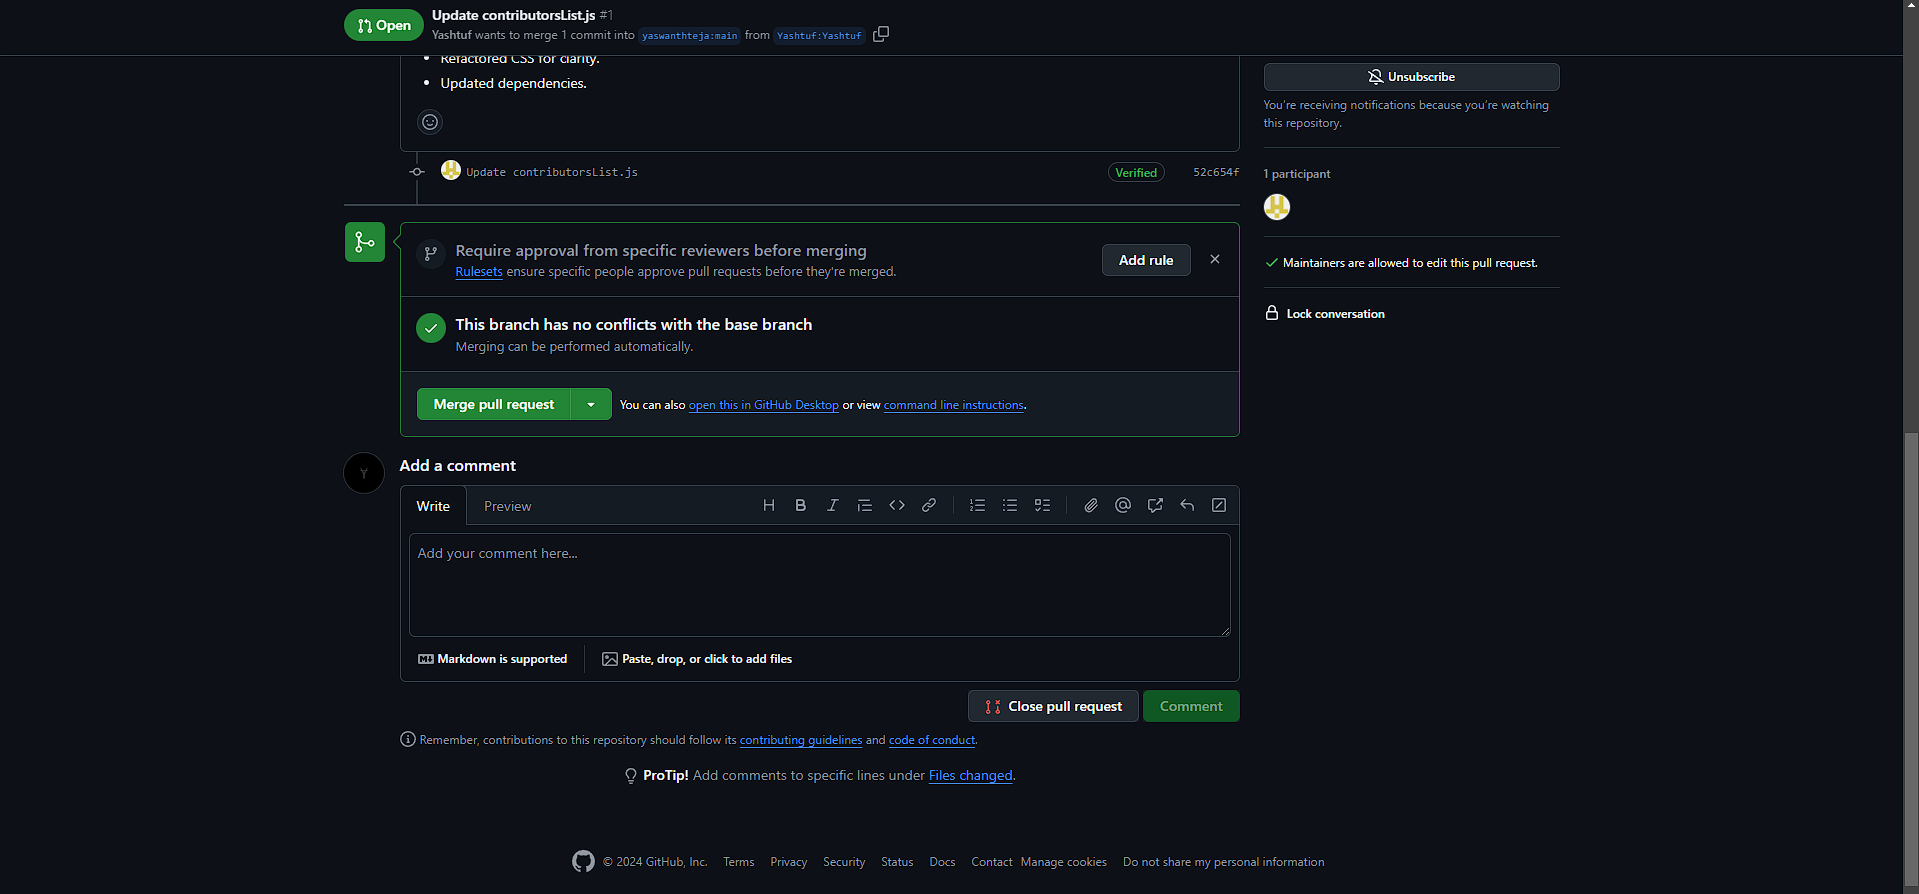 Open
Update contributorsList.js #1
Yashtuf wants to merge 1 commit into yaswanthteja:main from Yashtuf:Yashtuf
• Refactored CSS for clarity.
• Updated dependencies.
Update contributorsList.js
Verified
52c654f
Require approval from specific reviewers before merging
Rulesets ensure specific people approve pull requests before they're merged.
Add rule
This branch has no conflicts with the base branch
Merging can be performed automatically.
Merge pull request
You can also open this in GitHub Desktop or view command line instructions.
Y
Add a comment
Write
Preview
Add your comment here...
Markdown is supported
Paste, drop, or click to add files
Close pull request
Comment
Remember, contributions to this repository should follow its contributing guidelines and code of conduct.
ProTip! Add comments to specific lines under Files changed.
Unsubscribe
You're receiving notifications because you're watching
this repository.
1 participant
Maintainers are allowed to edit this pull request.
Lock conversation
© 2024 GitHub, Inc. Terms Privacy Security Status Docs Contact Manage cookies Do not share my personal information